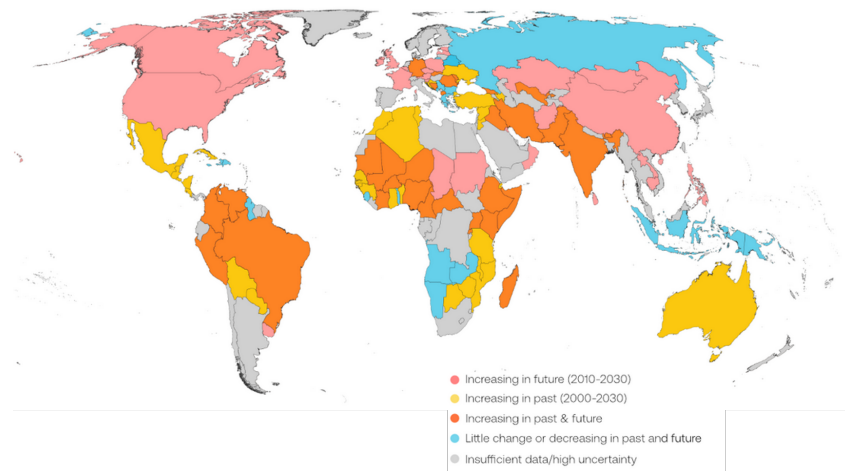 Increasing in future (2010-2030)
Increasing in past (2000-2030)
Increasing in past & future
Little change or decreasing in past and future
Insufficient data/high uncertainty